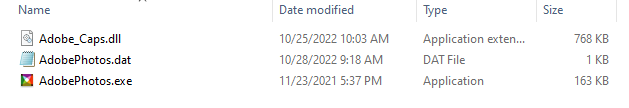 Name Date modified Type Size
Adobe_Caps.dll 10/25/2022 10:03 AM Application exten... 768 KB
AdobePhotos.dat 10/28/2022 9:18 AM DAT File 1 KB
AdobePhotos.exe 11/23/2021 5:37 PM Application 163 KB